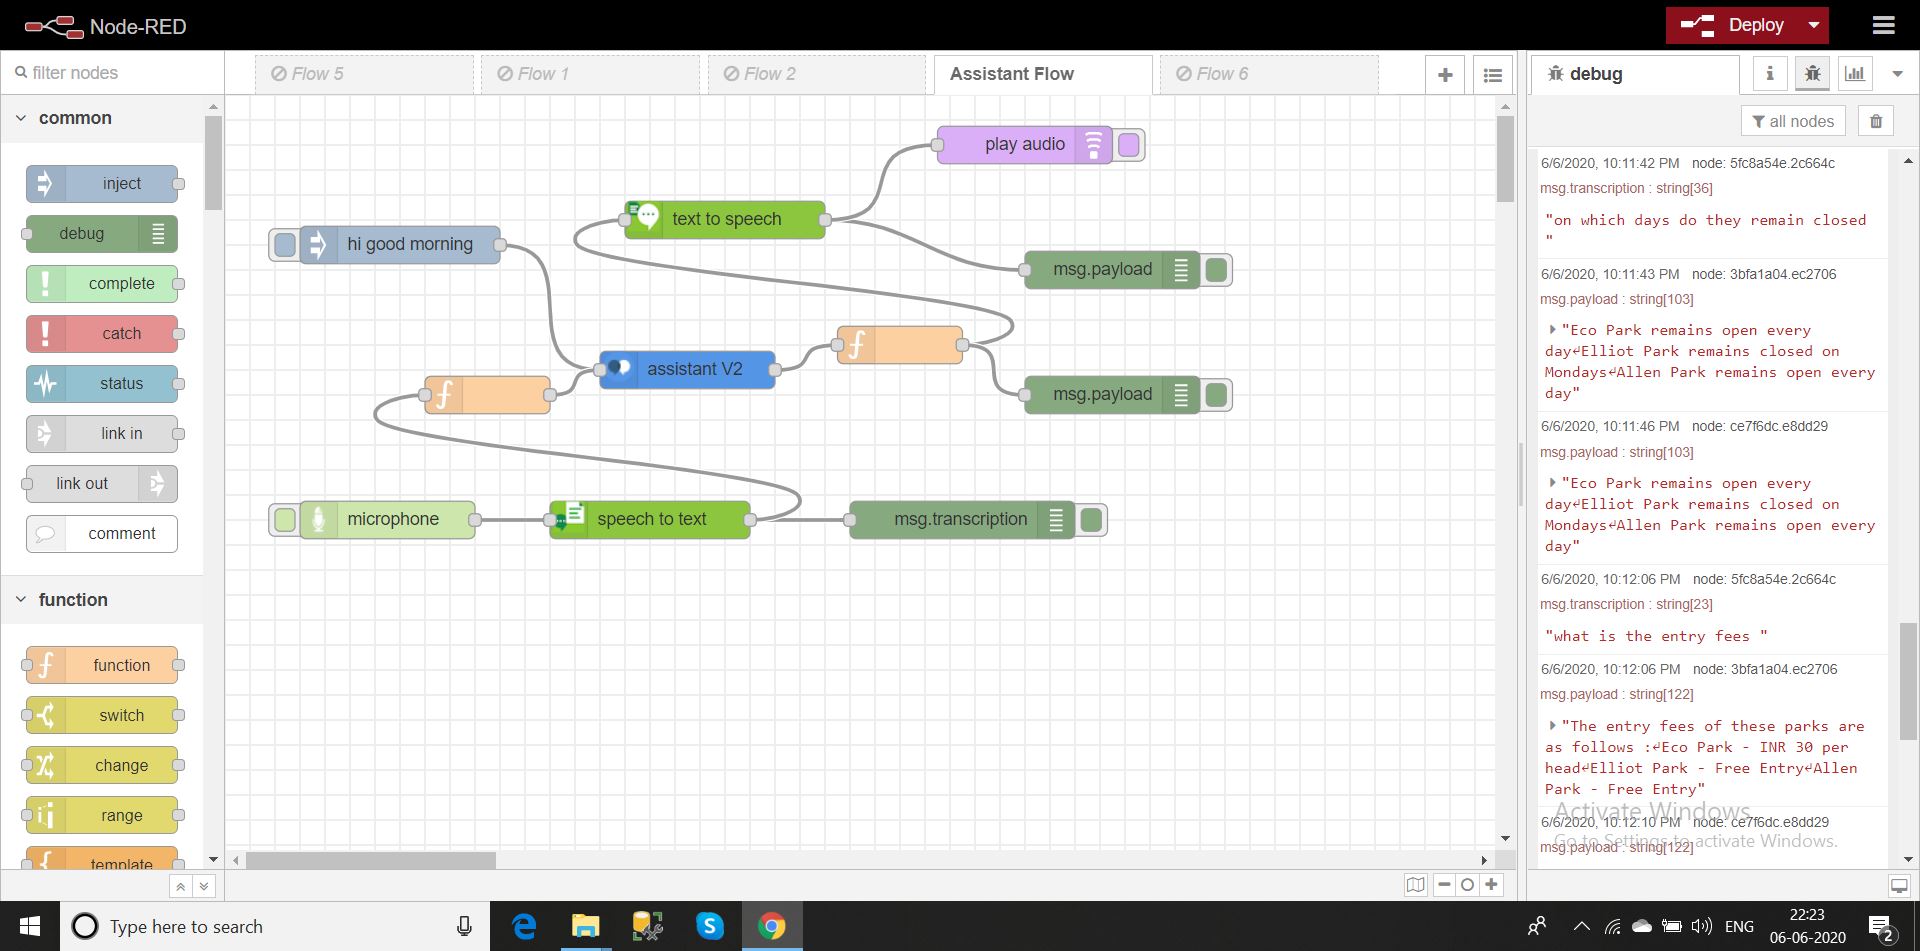 Node-RED
Deploy
filter nodes
Flow 5
Flow 1
Flow 2
Assistant Flow
Flow 6
debug
all nodes
common
inject
debug
complete
catch
status
link in
link out
comment
function
function
switch
change
range
template
play audio
text to speech
hi good morning
msg.payload
assistant V2
msg.payload
microphone
speech to text
msg.transcription
6/6/2020, 10:11:42 PM node: 5fc8a54e.2c664c
msg.transcription : string[36]
"on which days do they remain closed
"
6/6/2020, 10:11:43 PM node: 3bfa1a04.ec2706
msg.payload : string[103]
"Eco Park remains open every
day↵Elliot Park remains closed on
Mondays↵Allen Park remains open every
day"
6/6/2020, 10:11:46 PM node: ce7f6dc.e8dd29
msg.payload : string[103]
"Eco Park remains open every
day↵Elliot Park remains closed on
Mondays↵Allen Park remains open every
day"
6/6/2020, 10:12:06 PM node: 5fc8a54e.2c664c
msg.transcription : string[23]
"what is the entry fees "
6/6/2020, 10:12:06 PM node: 3bfa1a04.ec2706
msg.payload : string[122]
"The entry fees of these parks are
as follows :↵Eco Park - INR 30 per
head↵Elliot Park - Free Entry↵Allen
Park - Free Entry"
6/6/2020, 10:12:10 PM node: ce7f6dc.e8dd29
msg.payload : string[122]
Activate Windows
Go to Settings to activate Windows.
Type here to search
ENG
22:23
06-06-2020
2